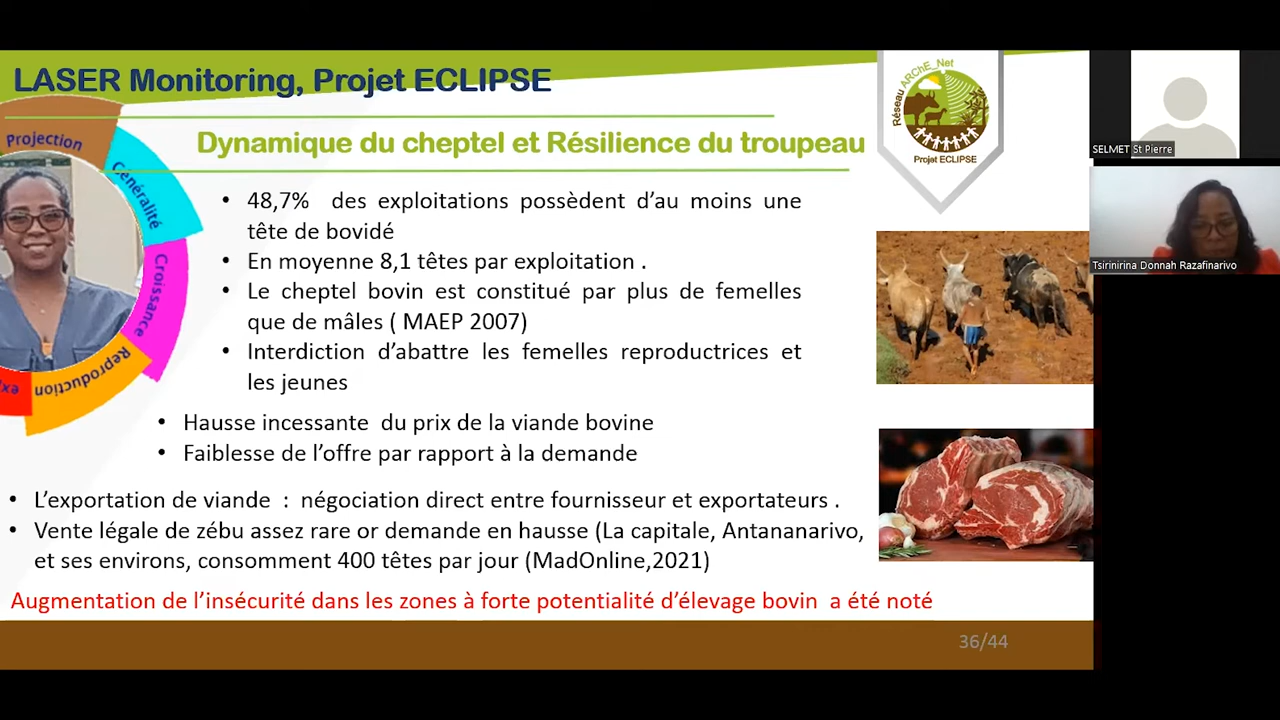 LASER Monitoring, Projet ECLIPSE
Dynamique du cheptel et Résilience du troupeau
Projection
Généralité
Croissance
Reproduction
• 48,7% des exploitations possèdent d'au moins une
tête de bovidé
• En moyenne 8,1 têtes par exploitation .
• Le cheptel bovin est constitué par plus de femelles
que de mâles ( MAEP 2007)
• Interdiction d'abattre les femelles reproductrices et
les jeunes
• Hausse incessante du prix de la viande bovine
• Faiblesse de l'offre par rapport à la demande
• L'exportation de viande : négociation direct entre fournisseur et exportateurs .
• Vente légale de zébu assez rare or demande en hausse (La capitale, Antananarivo,
et ses environs, consomment 400 têtes par jour (MadOnline,2021)
Augmentation de l'insécurité dans les zones à forte potentialité d'élevage bovin a été noté
36/44
Réseau ARChE_Net
Projet ECLIPSE
SELMET St Pierre
Tsirinirina Donnah Razafinarivo